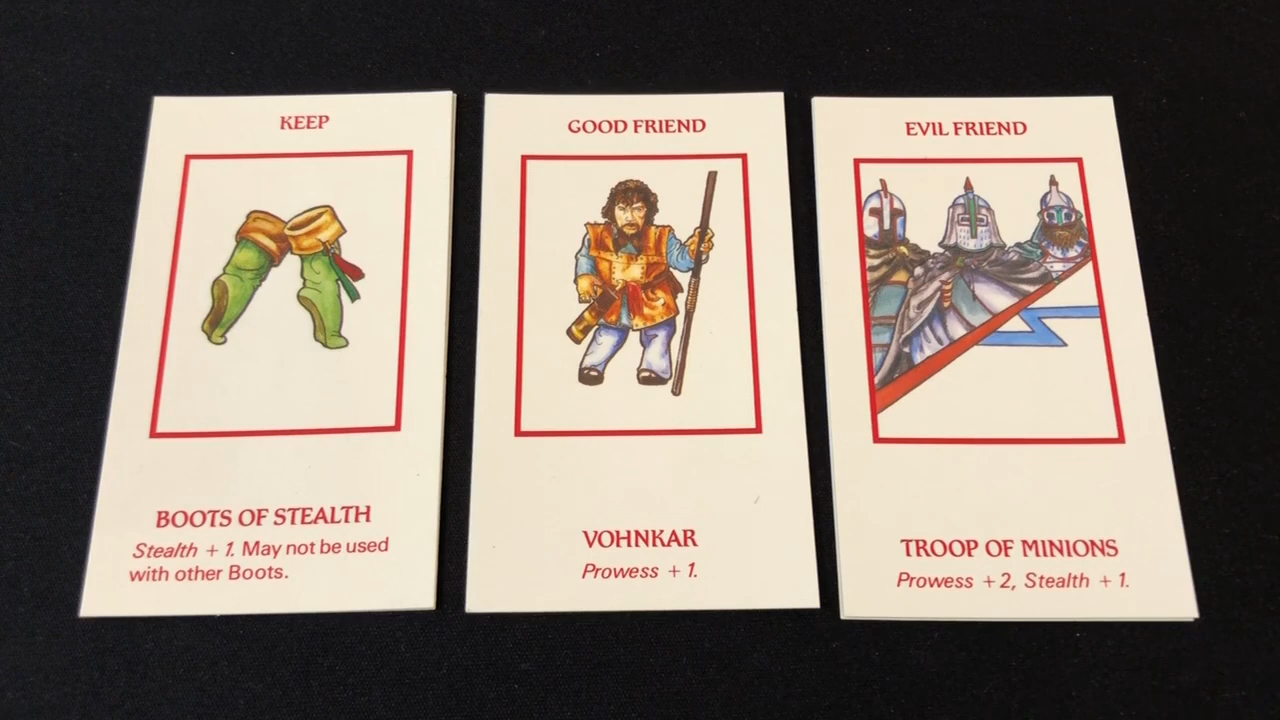 KEEP
BOOTS OF STEALTH
Stealth + 1. May not be used
with other Boots.
GOOD FRIEND
VOHNKAR
Prowess + 1.
EVIL FRIEND
TROOP OF MINIONS
Prowess + 2, Stealth + 1.